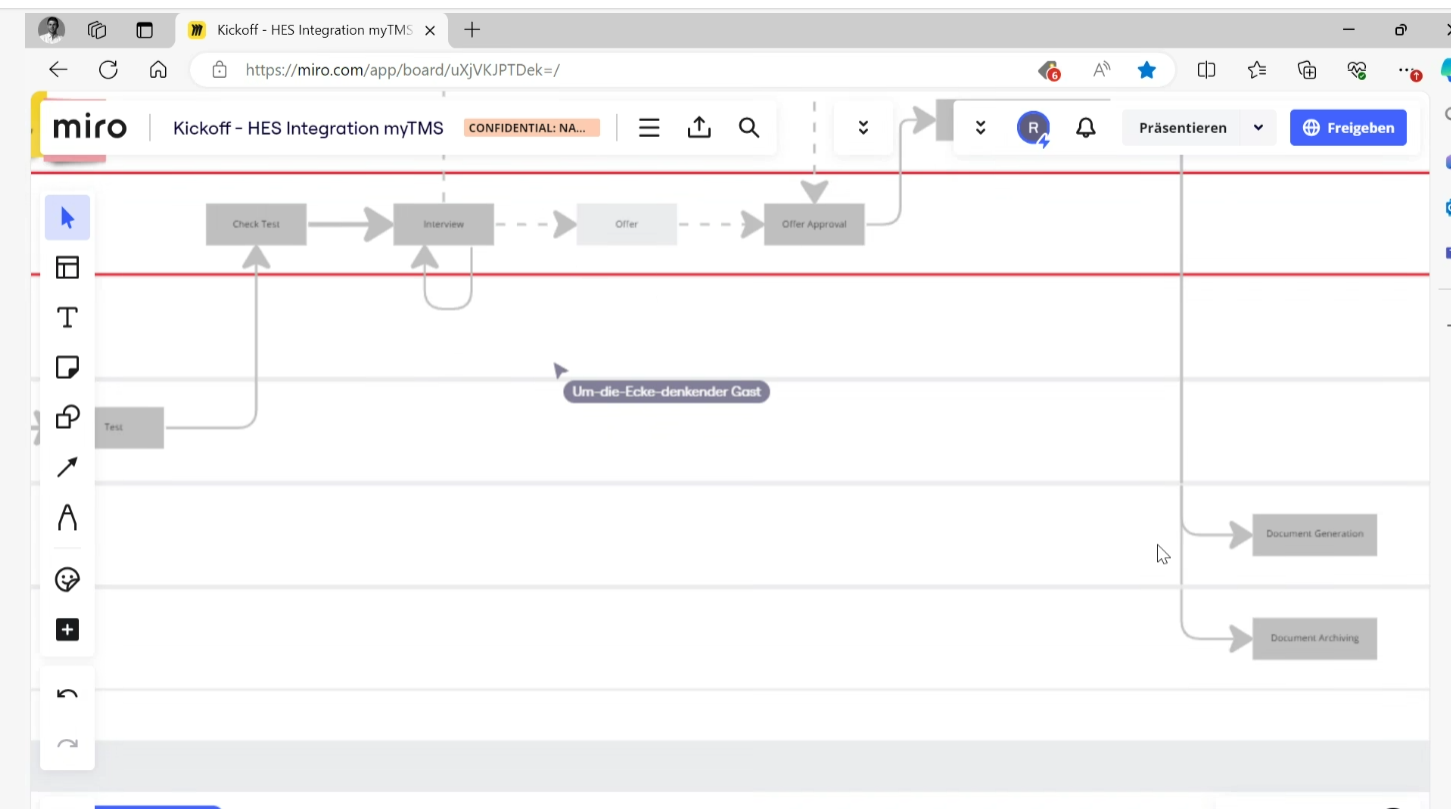 Kickoff - HES Integration myTMS
https://miro.com/app/board/uXjVKJPTDek=/
6
miro
Kickoff - HES Integration myTMS
CONFIDENTIAL: NA...
R
Präsentieren
Freigeben
Check Test
Interview
Offer
Offer Approval
Um-die-Ecke-denkender Gast
Test
Document Generation
Document Archiving